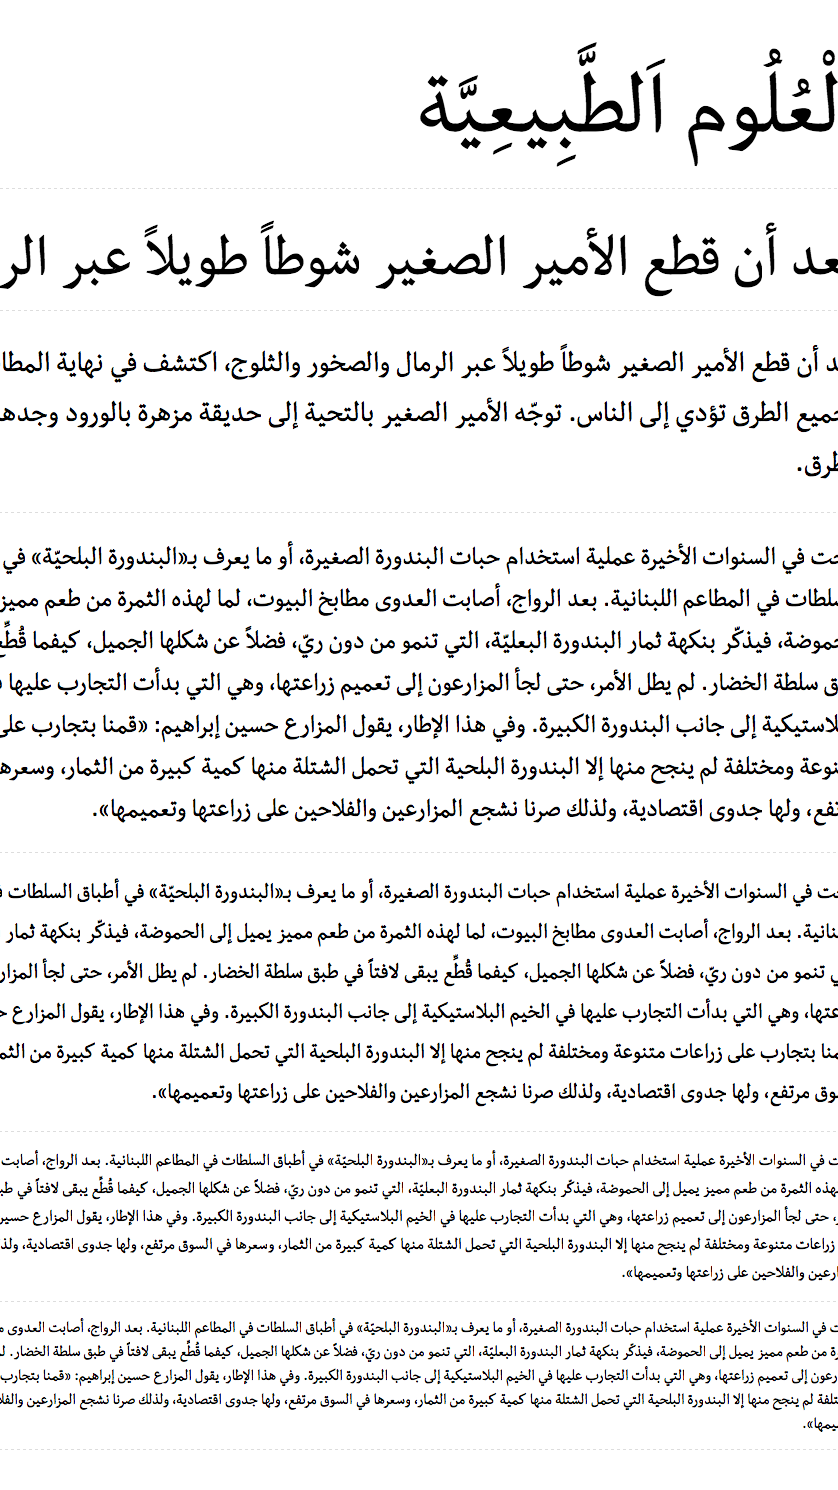 لْعُلُوم اَلطَّبِيعِيَّة
عد أن قطع الأمير الصغير شوطاً طويلاً عبر الر
د أن قطع الأمير الصغير شوطاً طويلاً عبر الرمال والصخور والثلوج، اكتشف في نهاية المطا
جميع الطرق تؤدي إلى الناس. توجّه الأمير الصغير بالتحية إلى حديقة مزهرة بالورود وجدها
طرق.
جت في السنوات الأخيرة عملية استخدام حبات البندورة الصغيرة، أو ما يعرف بـ«البندورة البلحيّة» في
سلطات في المطاعم اللبنانية. بعد الرواج، أصابت العدوى مطابخ البيوت، لما لهذه الثمرة من طعم مميز
حموضة، فيذكّر بنكهة ثمار البندورة البعليّة، التي تنمو من دون ريّ، فضلاً عن شكلها الجميل، كيفما قُطِّع
ق سلطة الخضار. لم يطل الأمر، حتى لجأ المزارعون إلى تعميم زراعتها، وهي التي بدأت التجارب عليها
لاستيكية إلى جانب البندورة الكبيرة. وفي هذا الإطار، يقول المزارع حسين إبراهيم: «قمنا بتجارب على
نوعة ومختلفة لم ينجح منها إلا البندورة البلحية التي تحمل الشتلة منها كمية كبيرة من الثمار، وسعرها
تفع، ولها جدوى اقتصادية، ولذلك صرنا نشجع المزارعين والفلاحين على زراعتها وتعميمها».
جت في السنوات الأخيرة عملية استخدام حبات البندورة الصغيرة، أو ما يعرف بـ«البندورة البلحيّة» في أطباق السلطات ف
نانية. بعد الرواج، أصابت العدوى مطابخ البيوت، لما لهذه الثمرة من طعم مميز يميل إلى الحموضة، فيذكّر بنكهة ثمار
ي تنمو من دون ريّ، فضلاً عن شكلها الجميل، كيفما قُطِّع يبقى لافتاً في طبق سلطة الخضار. لم يطل الأمر، حتى لجأ المزار
عتها، وهي التي بدأت التجارب عليها في الخيم البلاستيكية إلى جانب البندورة الكبيرة. وفي هذا الإطار، يقول المزارع ح
منا بتجارب على زراعات متنوعة ومختلفة لم ينجح منها إلا البندورة البلحية التي تحمل الشتلة منها كمية كبيرة من الثم
وق مرتفع، ولها جدوى اقتصادية، ولذلك صرنا نشجع المزارعين والفلاحين على زراعتها وتعميمها».
ت في السنوات الأخيرة عملية استخدام حبات البندورة الصغيرة، أو ما يعرف بـ«البندورة البلحيّة» في أطباق السلطات في المطاعم اللبنانية. بعد الرواج، أصابت
هذه الثمرة من طعم مميز يميل إلى الحموضة، فيذكّر بنكهة ثمار البندورة البعليّة، التي تنمو من دون ريّ، فضلاً عن شكلها الجميل، كيفما قُطِّع يبقى لافتاً في طب
، حتى لجأ المزارعون إلى تعميم زراعتها، وهي التي بدأت التجارب عليها في الخيم البلاستيكية إلى جانب البندورة الكبيرة. وفي هذا الإطار، يقول المزارع حسير
زراعات متنوعة ومختلفة لم ينجح منها إلا البندورة البلحية التي تحمل الشتلة منها كمية كبيرة من الثمار، وسعرها في السوق مرتفع، ولها جدوى اقتصادية، ولذ
رعين والفلاحين على زراعتها وتعميمها».
ت في السنوات الأخيرة عملية استخدام حبات البندورة الصغيرة، أو ما يعرف بـ«البندورة البلحيّة» في أطباق السلطات في المطاعم اللبنانية. بعد الرواج، أصابت العدوى م
رة من طعم مميز يميل إلى الحموضة، فيذكّر بنكهة ثمار البندورة البعليّة، التي تنمو من دون ريّ، فضلاً عن شكلها الجميل، كيفما قُطِّع يبقى لافتاً في طبق سلطة الخضار. لم
رعون إلى تعميم زراعتها، وهي التي بدأت التجارب عليها في الخيم البلاستيكية إلى جانب البندورة الكبيرة. وفي هذا الإطار، يقول المزارع حسين إبراهيم: «قمنا بتجارب
تلفة لم ينجح منها إلا البندورة البلحية التي تحمل الشتلة منها كمية كبيرة من الثمار، وسعرها في السوق مرتفع، ولها جدوى اقتصادية، ولذلك صرنا نشجع المزارعين والفلا
يمها».